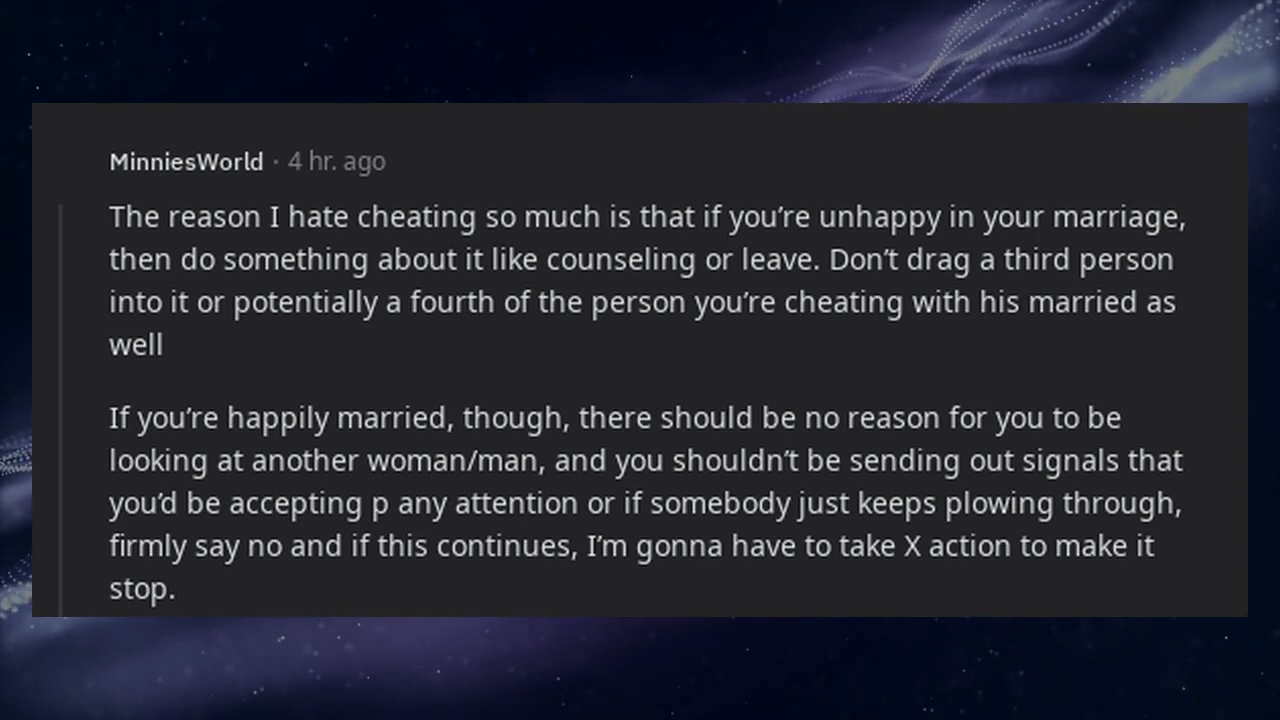 MinniesWorld · 4 hr. ago
The reason I hate cheating so much is that if you’re unhappy in your marriage,
then do something about it like counseling or leave. Don’t drag a third person
into it or potentially a fourth of the person you’re cheating with his married as
well
If you’re happily married, though, there should be no reason for you to be
looking at another woman/man, and you shouldn’t be sending out signals that
you’d be accepting p any attention or if somebody just keeps plowing through,
firmly say no and if this continues, I’m gonna have to take X action to make it
stop.